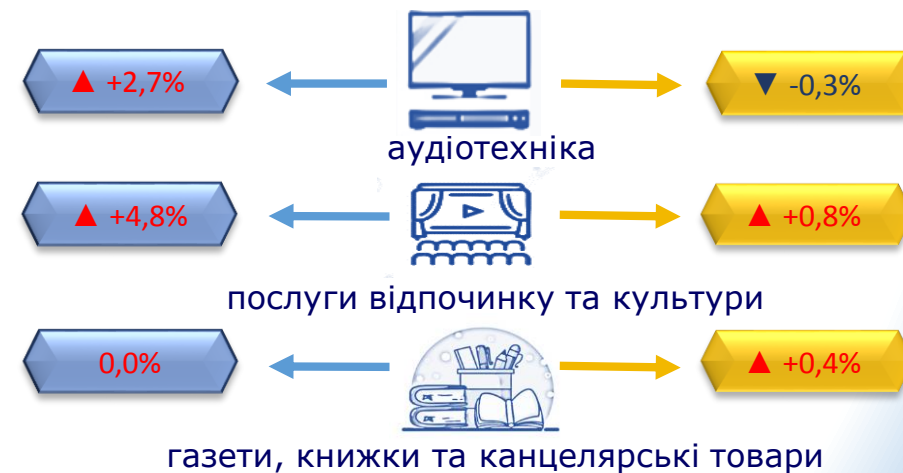 ▲ +2,7%
▼ -0,3%
аудіотехніка
▲ +4,8%
▲ +0,8%
послуги відпочинку та культури
0,0%
▲ +0,4%
газети, книжки та канцелярські товари